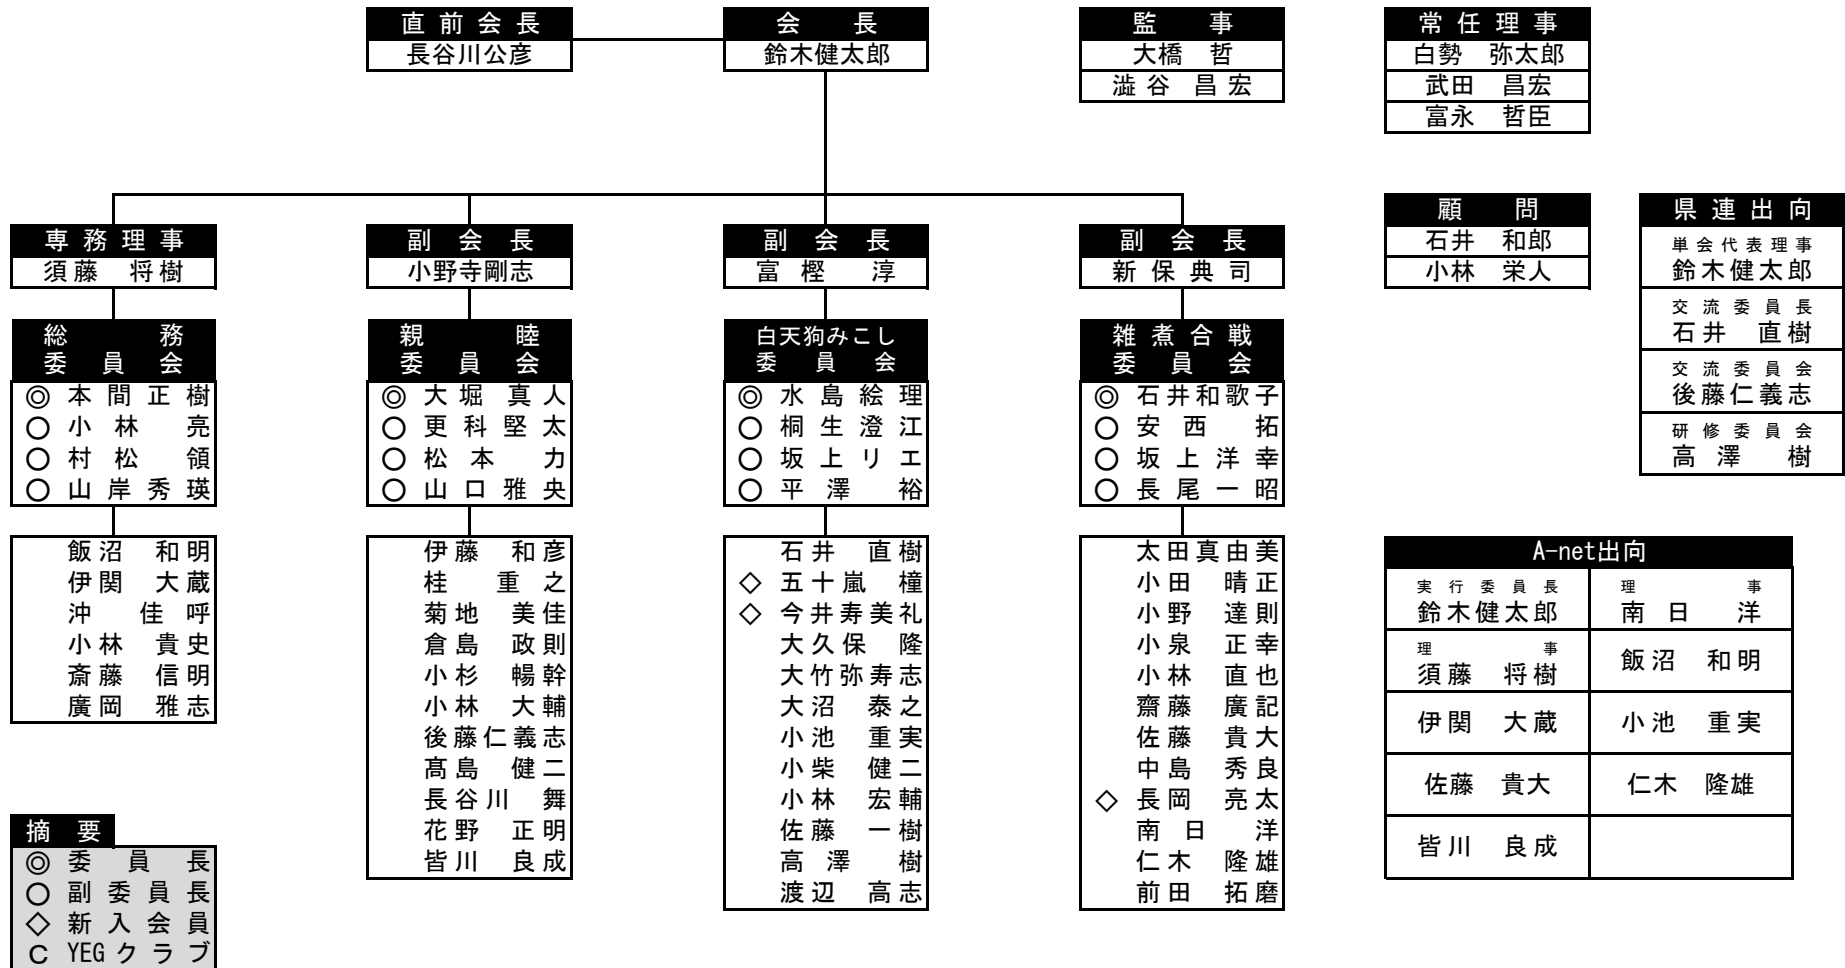 直前会長
長谷川公彦
会長
鈴木健太郎
監事
大橋 哲
澁谷 昌宏
常任理事
白勢 弥太郎
武田 昌宏
富永 哲臣
専務理事
須藤 将樹
副会長
小野寺剛志
副会長
富樫 淳
副会長
新保典司
顧問
石井 和郎
小林 栄人
県連出向
単会代表理事
鈴木健太郎
交流委員長
石井 直樹
交流委員会
後藤仁義志
研修委員会
高澤 樹
総務
委員会
◎ 本間正樹
○ 小林 亮
○ 村松 領
○ 山岸秀瑛
飯沼 和明
伊関 大蔵
沖 佳呼
小林 貴史
斎藤 信明
廣岡 雅志
親睦
委員会
◎ 大堀真人
○ 更科堅太
○ 松本 力
○ 山口雅央
伊藤 和彦
桂 重之
菊地 美佳
倉島 政則
小杉 暢幹
小林 大輔
後藤仁義志
髙島 健二
長谷川 舞
花野 正明
皆川 良成
白天狗みこし
委員会
◎ 水島絵理
○ 桐生澄江
○ 坂上リエ
○ 平澤 裕
石井 直樹
◇ 五十嵐 橦
◇ 今井寿美礼
大久保 隆
大竹弥寿志
大沼 泰之
小池 重実
小柴 健二
小林 宏輔
佐藤 一樹
高澤 樹
渡辺 高志
雑煮合戦
委員会
◎ 石井和歌子
○ 安西 拓
○ 坂上洋幸
○ 長尾一昭
太田真由美
小田 晴正
小野 達則
小泉 正幸
小林 直也
齋藤 廣記
佐藤 貴大
中島 秀良
◇ 長岡 亮太
南日 洋
仁木 隆雄
前田 拓磨
A-net出向
実行委員長
鈴木健太郎
理事
南日 洋
理事
須藤 将樹
飯沼 和明
伊関 大蔵
小池 重実
佐藤 貴大
仁木 隆雄
皆川 良成
摘要
◎ 委員長
○ 副委員長
◇ 新入会員
C YEGクラブ